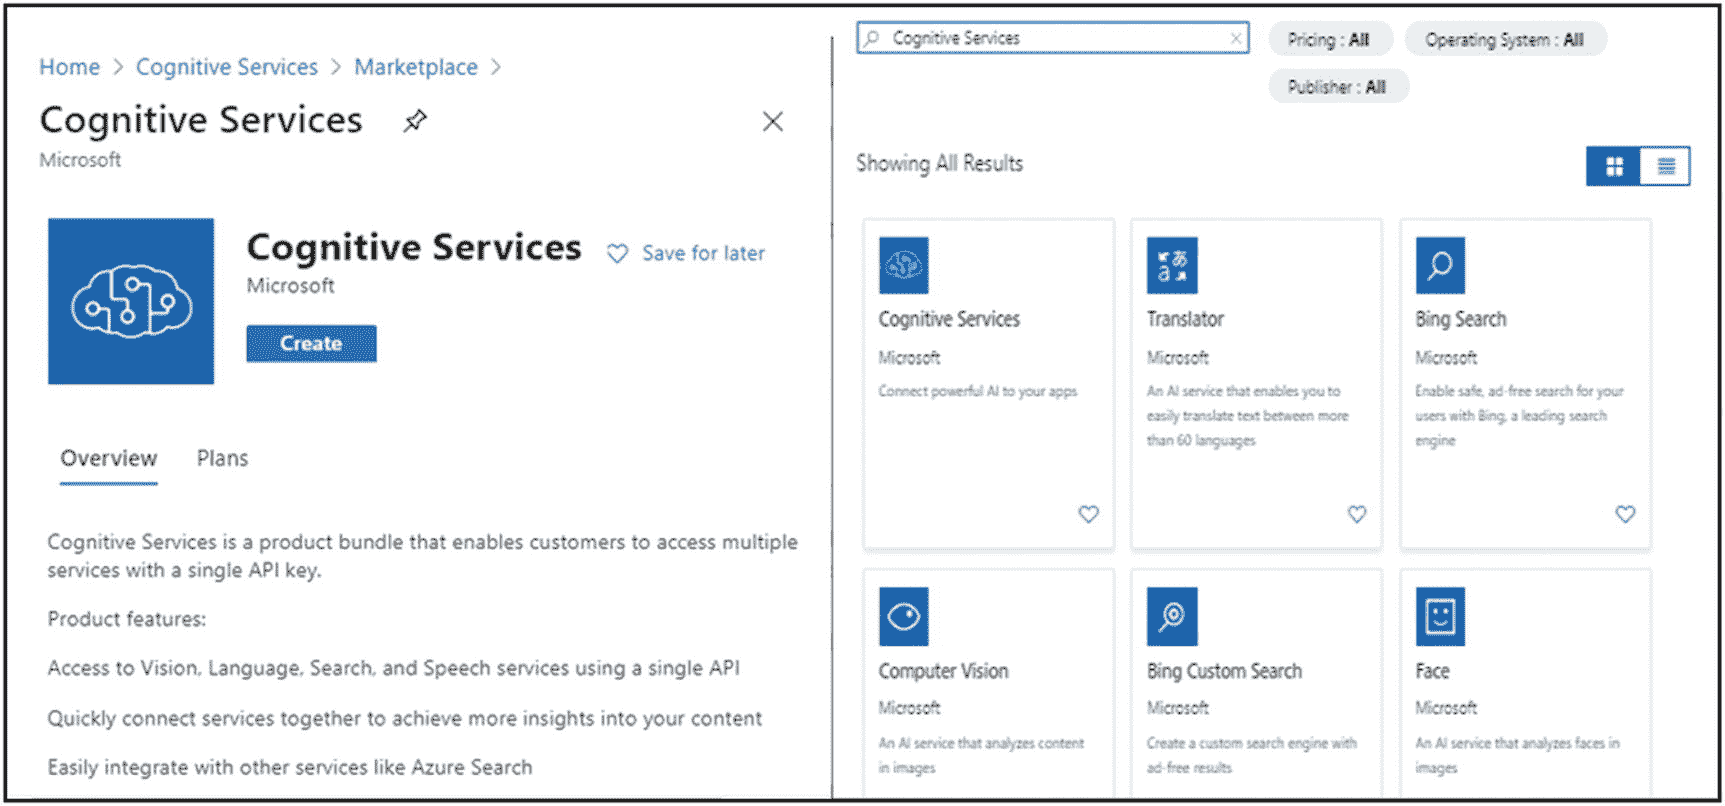 Home > Cognitive Services > Marketplace >
Cognitive Services
Microsoft
Cognitive Services
Save for later
Microsoft
Create
Overview Plans
Cognitive Services is a product bundle that enables customers to access multiple
services with a single API key.
Product features:
Access to Vision, Language, Search, and Speech services using a single API
Quickly connect services together to achieve more insights into your content
Easily integrate with other services like Azure Search
Cognitive Services
Pricing : All
Operating System : All
Publisher : All
Showing All Results
Cognitive Services
Microsoft
Connect powerful AI to your apps
あ
a
Translator
Microsoft
An AI service that enables you to
easily translate text between more
than 60 languages
Bing Search
Microsoft
Enable safe, ad-free search for your
users with Bing, a leading search
engine
Computer Vision
Microsoft
An AI service that analyzes content
in images
Bing Custom Search
Microsoft
Create a custom search engine with
ad-free results
Face
Microsoft
An AI service that analyzes faces in
images